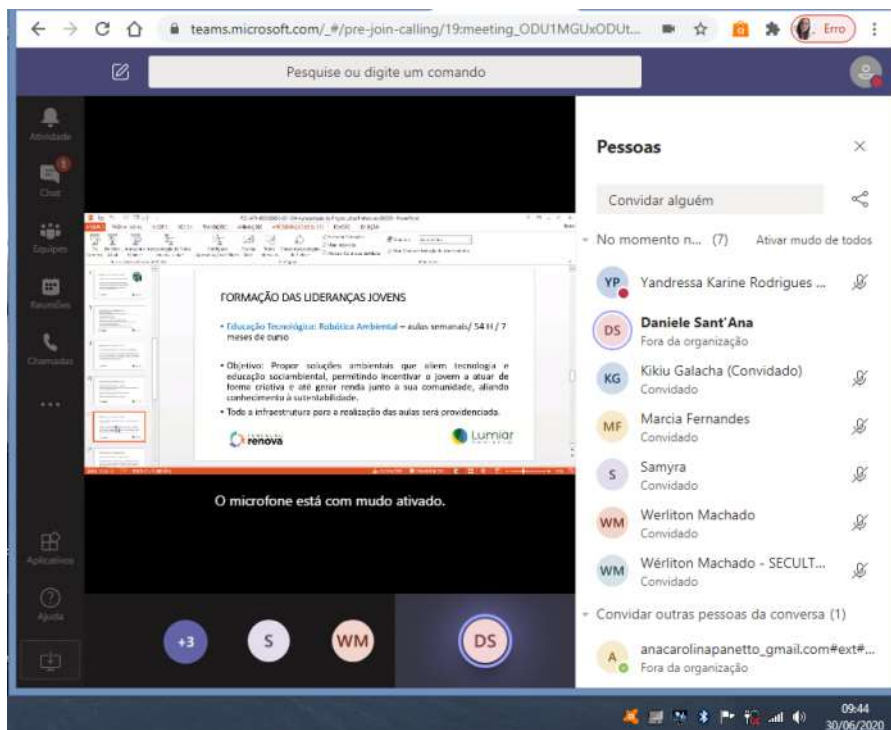 teams.microsoft.com/_#/pre-join-calling/19:meeting_ODU1MGUxODUt...
Erro
Pesquise ou digite um comando
Atividade
Chat
Equipes
Reuniões
Chamadas
Aplicativos
Ajuda
FORMAÇÃO DAS LIDERANÇAS JOVENS
• Educação Tecnológica: Robótica Ambiental – aulas semanais/ 54 H / 7
meses de curso
• Objetivo: Propor soluções ambientais que aliem tecnologia e
educação sociambiental, permitindo incentivar o jovem a atuar de
forma criativa e até gerar renda junto a sua comunidade, aliando
conhecimento à sustentabilidade.
• Toda a infraestrutura para a realização das aulas será providenciada.
renova
Lumiar
O microfone está com mudo ativado.
+3
S
WM
DS
Pessoas
Convidar alguém
No momento n... (7) Ativar mudo de todos
YP Yandressa Karine Rodrigues ...
DS Daniele Sant'Ana
Fora da organização
KG Kikiu Galacha (Convidado)
Convidado
MF Marcia Fernandes
Convidado
S Samyra
Convidado
WM Werliton Machado
Convidado
WM Wérliton Machado - SECULT...
Convidado
Convidar outras pessoas da conversa (1)
A anacarolinapanetto_gmail.com#ext#...
Fora da organização
09:44
30/06/2020